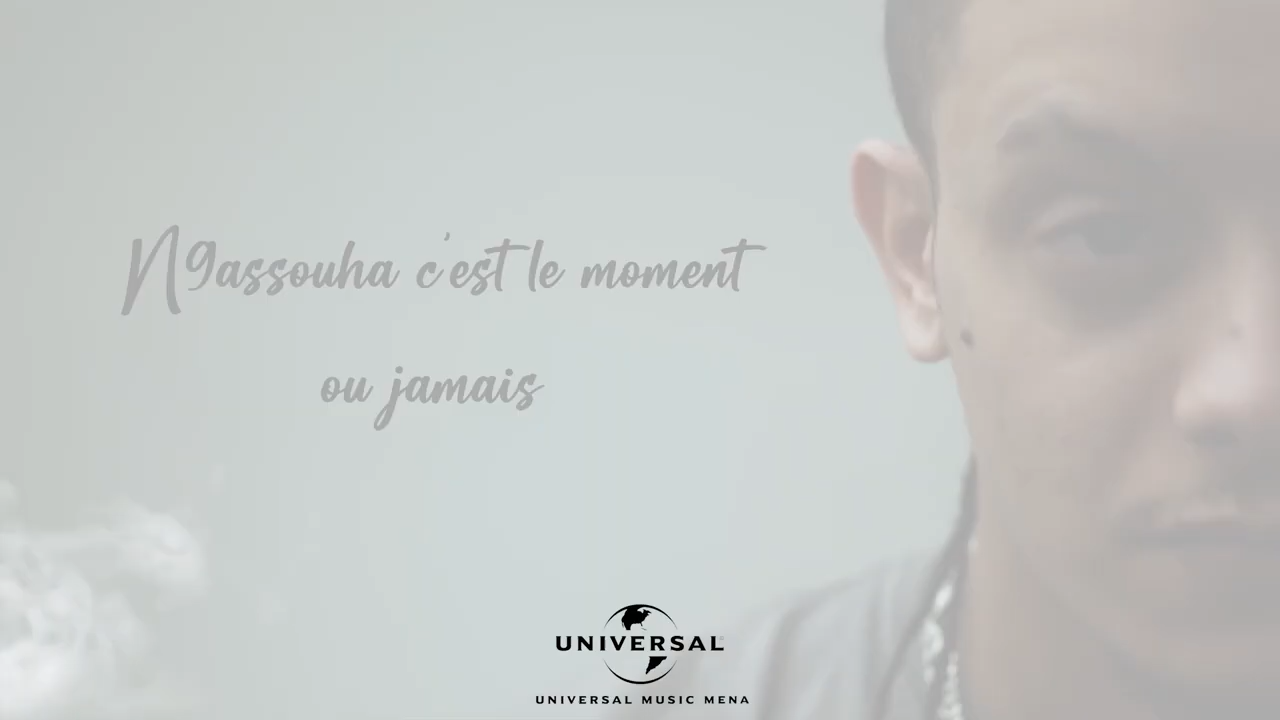 N9assouha c'est le moment
ou jamais
UNIVERSAL
UNIVERSAL MUSIC MENA